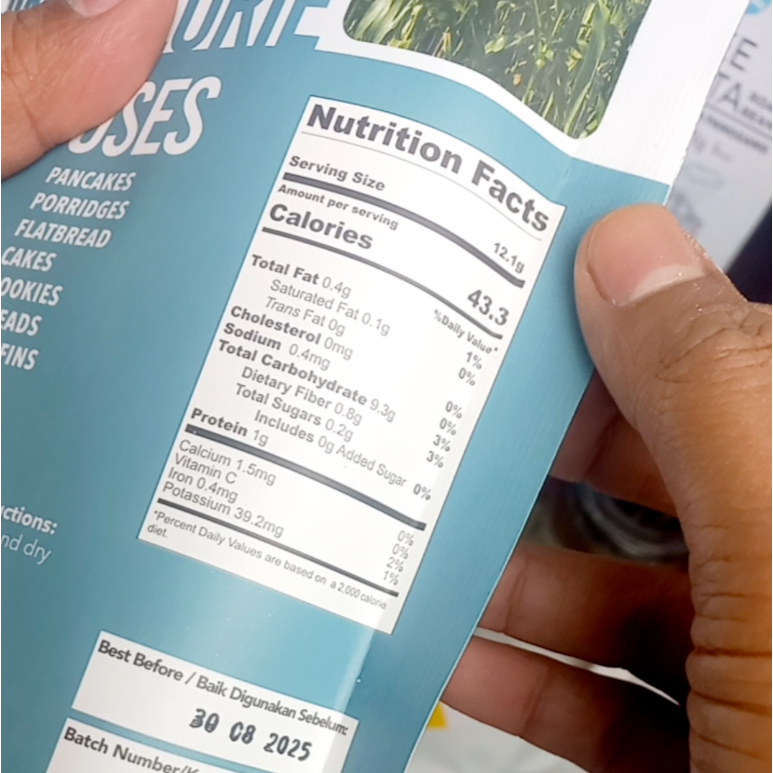 USES
PANCAKES
PORRIDGES
FLATBREAD
CAKES
OOKIES
EADS
FINS
ctions:
nd dry
Nutrition Facts
Serving Size 12.1g
Amount per serving
Calories 43.3
%Daily Value*
Total Fat 0.4g 1%
Saturated Fat 0.1g 0%
Trans Fat 0g
Cholesterol 0mg 0%
Sodium 0.4mg 0%
Total Carbohydrate 9.3g 3%
Dietary Fiber 0.8g 3%
Total Sugars 0.2g
Includes 0g Added Sugar 0%
Protein 1g
Calcium 1.5mg 0%
Vitamin C 0%
Iron 0.4mg 2%
Potassium 39.2mg 1%
*Percent Daily Values are based on a 2,000 calorie
diet.
Best Before / Baik Digunakan Sebelum:
30 08 2025
Batch Number/K